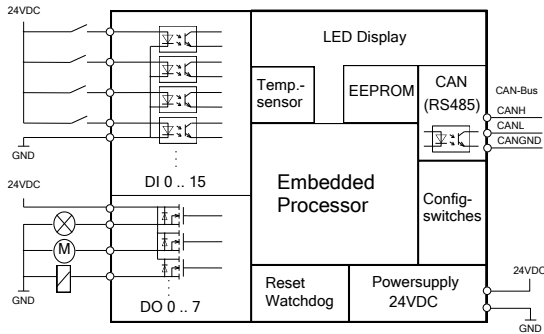 24VDC
LED Display
Temp.-
sensor
EEPROM
CAN
(RS485)
CAN-Bus
CANH
CANL
CANGND
GND
DI 0 .. 15
24VDC
Embedded
Processor
Config-
switches
M
GND
DO 0 .. 7
Reset
Watchdog
Powersupply
24VDC
24VDC
GND